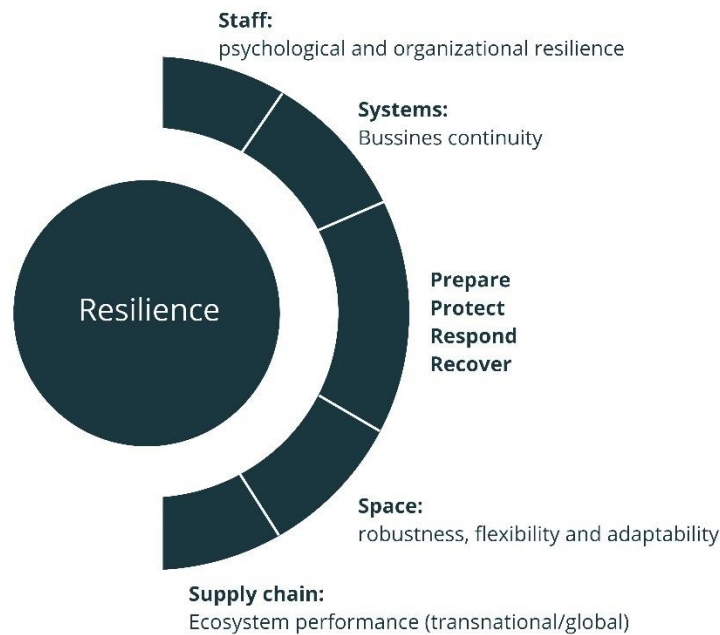 Staff:
psychological and organizational resilience
Systems:
Bussines continuity
Resilience
Prepare
Protect
Respond
Recover
Space:
robustness, flexibility and adaptability
Supply chain:
Ecosystem performance (transnational/global)